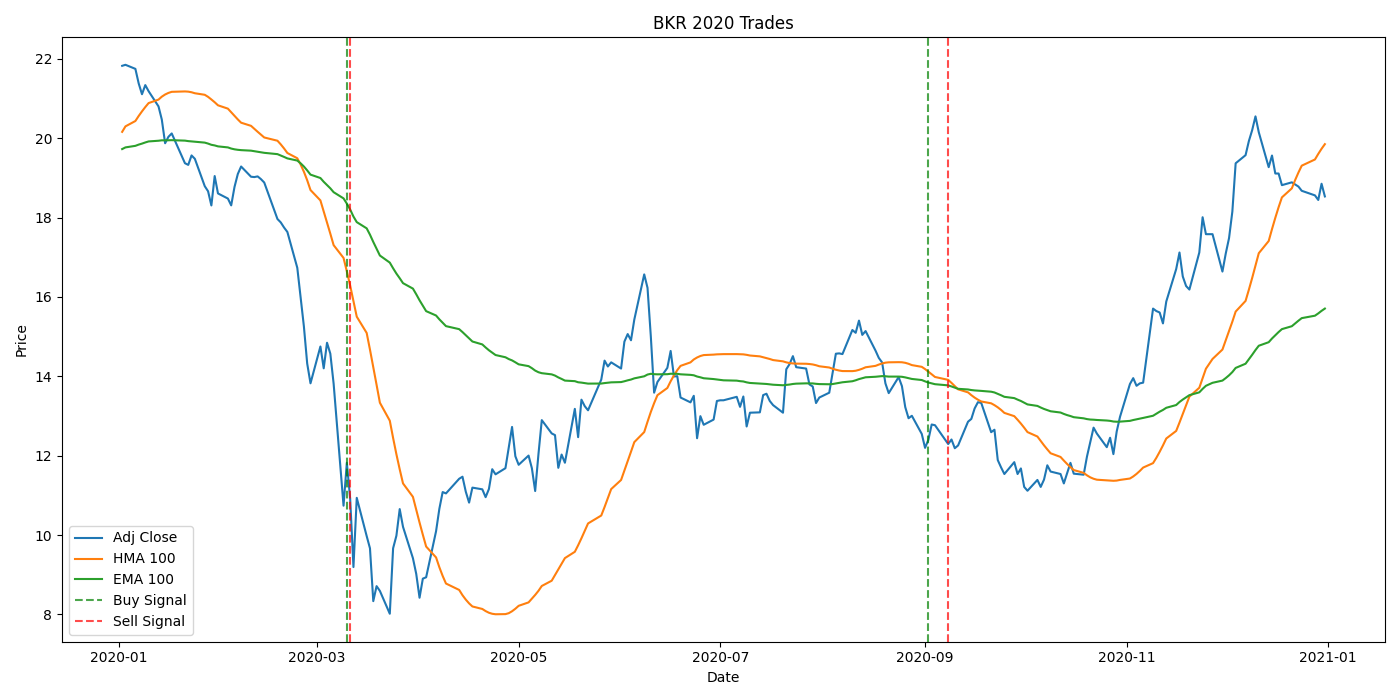 BKR 2020 Trades
Price
22
20
18
16
14
12
10
8
Adj Close
HMA 100
EMA 100
Buy Signal
Sell Signal
2020-01 2020-03 2020-05 2020-07 2020-09 2020-11 2021-01
Date